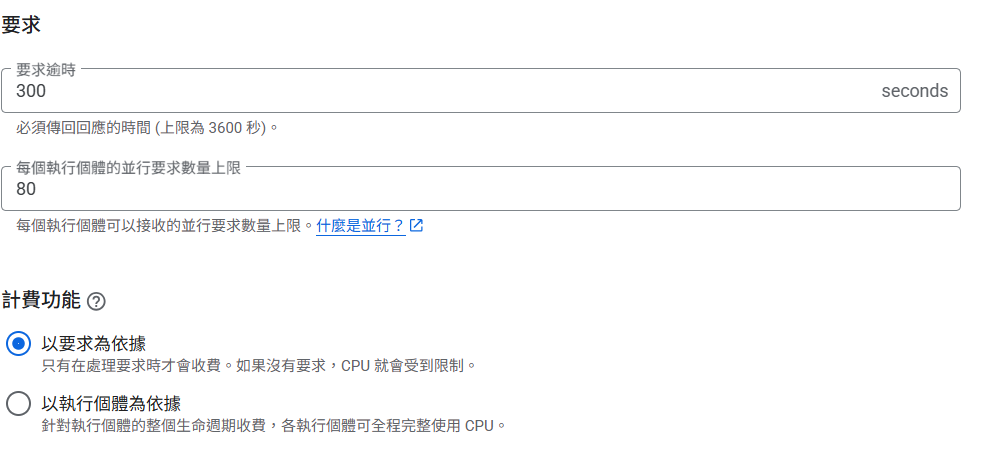 要求
要求逾時
300 seconds
必須傳回回應的時間 (上限為 3600 秒)。
每個執行個體的並行要求數量上限
80
每個執行個體可以接收的並行要求數量上限。什麼是並行？
計費功能
以要求為依據
只有在處理要求時才會收費。如果沒有要求，CPU 就會受到限制。
以執行個體為依據
針對執行個體的整個生命週期收費，各執行個體可全程完整使用 CPU。